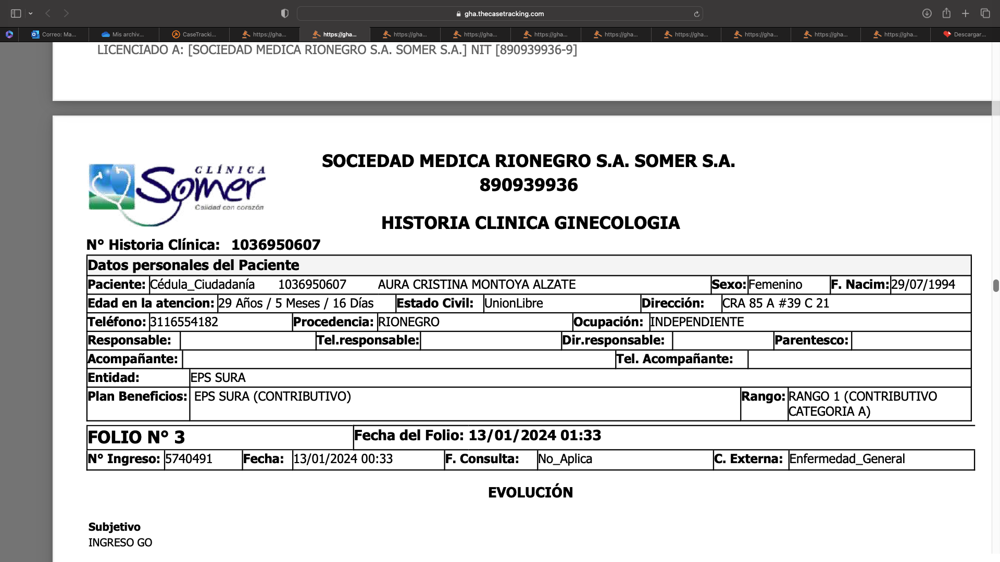 gha.thecasetracking.com
Correo: Ma...
Mis archiv...
CaseTracki...
https://gha...
https://gha...
https://gha...
https://gha...
https://gha...
https://gha...
https://gha...
https://gha...
https://gha...
https://gha...
Descargar...
LICENCIADO A: [SOCIEDAD MEDICA RIONEGRO S.A. SOMER S.A.] NIT [890939936-9]
CLÍNICA
Somer
Calidad con corazón
SOCIEDAD MEDICA RIONEGRO S.A. SOMER S.A.
890939936
HISTORIA CLINICA GINECOLOGIA
N° Historia Clínica: 1036950607
Datos personales del Paciente
Paciente: Cédula_Ciudadanía 1036950607 AURA CRISTINA MONTOYA ALZATE Sexo: Femenino F. Nacim: 29/07/1994
Edad en la atencion: 29 Años / 5 Meses / 16 Días Estado Civil: UnionLibre Dirección: CRA 85 A #39 C 21
Teléfono: 3116554182 Procedencia: RIONEGRO Ocupación: INDEPENDIENTE
Responsable: Tel.responsable: Dir.responsable: Parentesco:
Acompañante: Tel. Acompañante:
Entidad: EPS SURA
Plan Beneficios: EPS SURA (CONTRIBUTIVO) Rango: RANGO 1 (CONTRIBUTIVO
CATEGORIA A)
FOLIO N° 3 Fecha del Folio: 13/01/2024 01:33
N° Ingreso: 5740491 Fecha: 13/01/2024 00:33 F. Consulta: No_Aplica C. Externa: Enfermedad_General
EVOLUCIÓN
Subjetivo
INGRESO GO